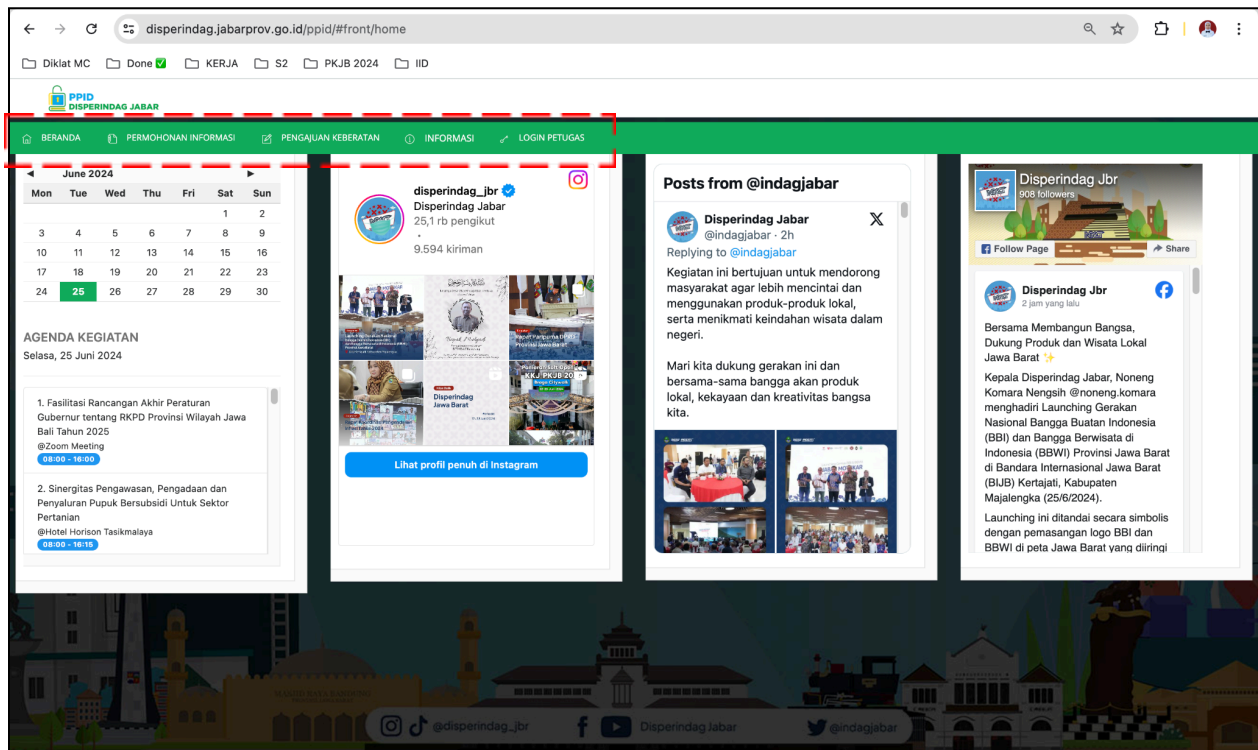 disperindag.jabarprov.go.id/ppid/#front/home
Diklat MC
Done
KERJA
S2
PKJB 2024
IID
PPID
DISPERINDAG JABAR
BERANDA
PERMOHONAN INFORMASI
PENGAJUAN KEBERATAN
INFORMASI
LOGIN PETUGAS
June 2024
Mon Tue Wed Thu Fri Sat Sun
1 2
3 4 5 6 7 8 9
10 11 12 13 14 15 16
17 18 19 20 21 22 23
24 25 26 27 28 29 30
AGENDA KEGIATAN
Selasa, 25 Juni 2024
1. Fasilitasi Rancangan Akhir Peraturan
Gubernur tentang RKPD Provinsi Wilayah Jawa
Bali Tahun 2025
@Zoom Meeting
08:00 - 16:00
2. Sinergitas Pengawasan, Pengadaan dan
Penyaluran Pupuk Bersubsidi Untuk Sektor
Pertanian
@Hotel Horison Tasikmalaya
08:00 - 16:15
disperindag_jbr
Disperindag Jabar
25,1 rb pengikut
·
9.594 kiriman
Disperindag
Jawa Barat
Lihat profil penuh di Instagram
Posts from @indagjabar
Disperindag Jabar
@indagjabar · 2h
Replying to @indagjabar
Kegiatan ini bertujuan untuk mendorong
masyarakat agar lebih mencintai dan
menggunakan produk-produk lokal,
serta menikmati keindahan wisata dalam
negeri.
Mari kita dukung gerakan ini dan
bersama-sama bangga akan produk
lokal, kekayaan dan kreativitas bangsa
kita.
Disperindag Jbr
908 followers
Follow Page
Share
Disperindag Jbr
2 jam yang lalu
Bersama Membangun Bangsa,
Dukung Produk dan Wisata Lokal
Jawa Barat ✨
Kepala Disperindag Jabar, Noneng
Komara Nengsih @noneng.komara
menghadiri Launching Gerakan
Nasional Bangga Buatan Indonesia
(BBI) dan Bangga Berwisata di
Indonesia (BBWI) Provinsi Jawa Barat
di Bandara Internasional Jawa Barat
(BIJB) Kertajati, Kabupaten
Majalengka (25/6/2024).
Launching ini ditandai secara simbolis
dengan pemasangan logo BBI dan
BBWI di peta Jawa Barat yang diiringi
@disperindag_jbr
Disperindag Jabar
@indagjabar